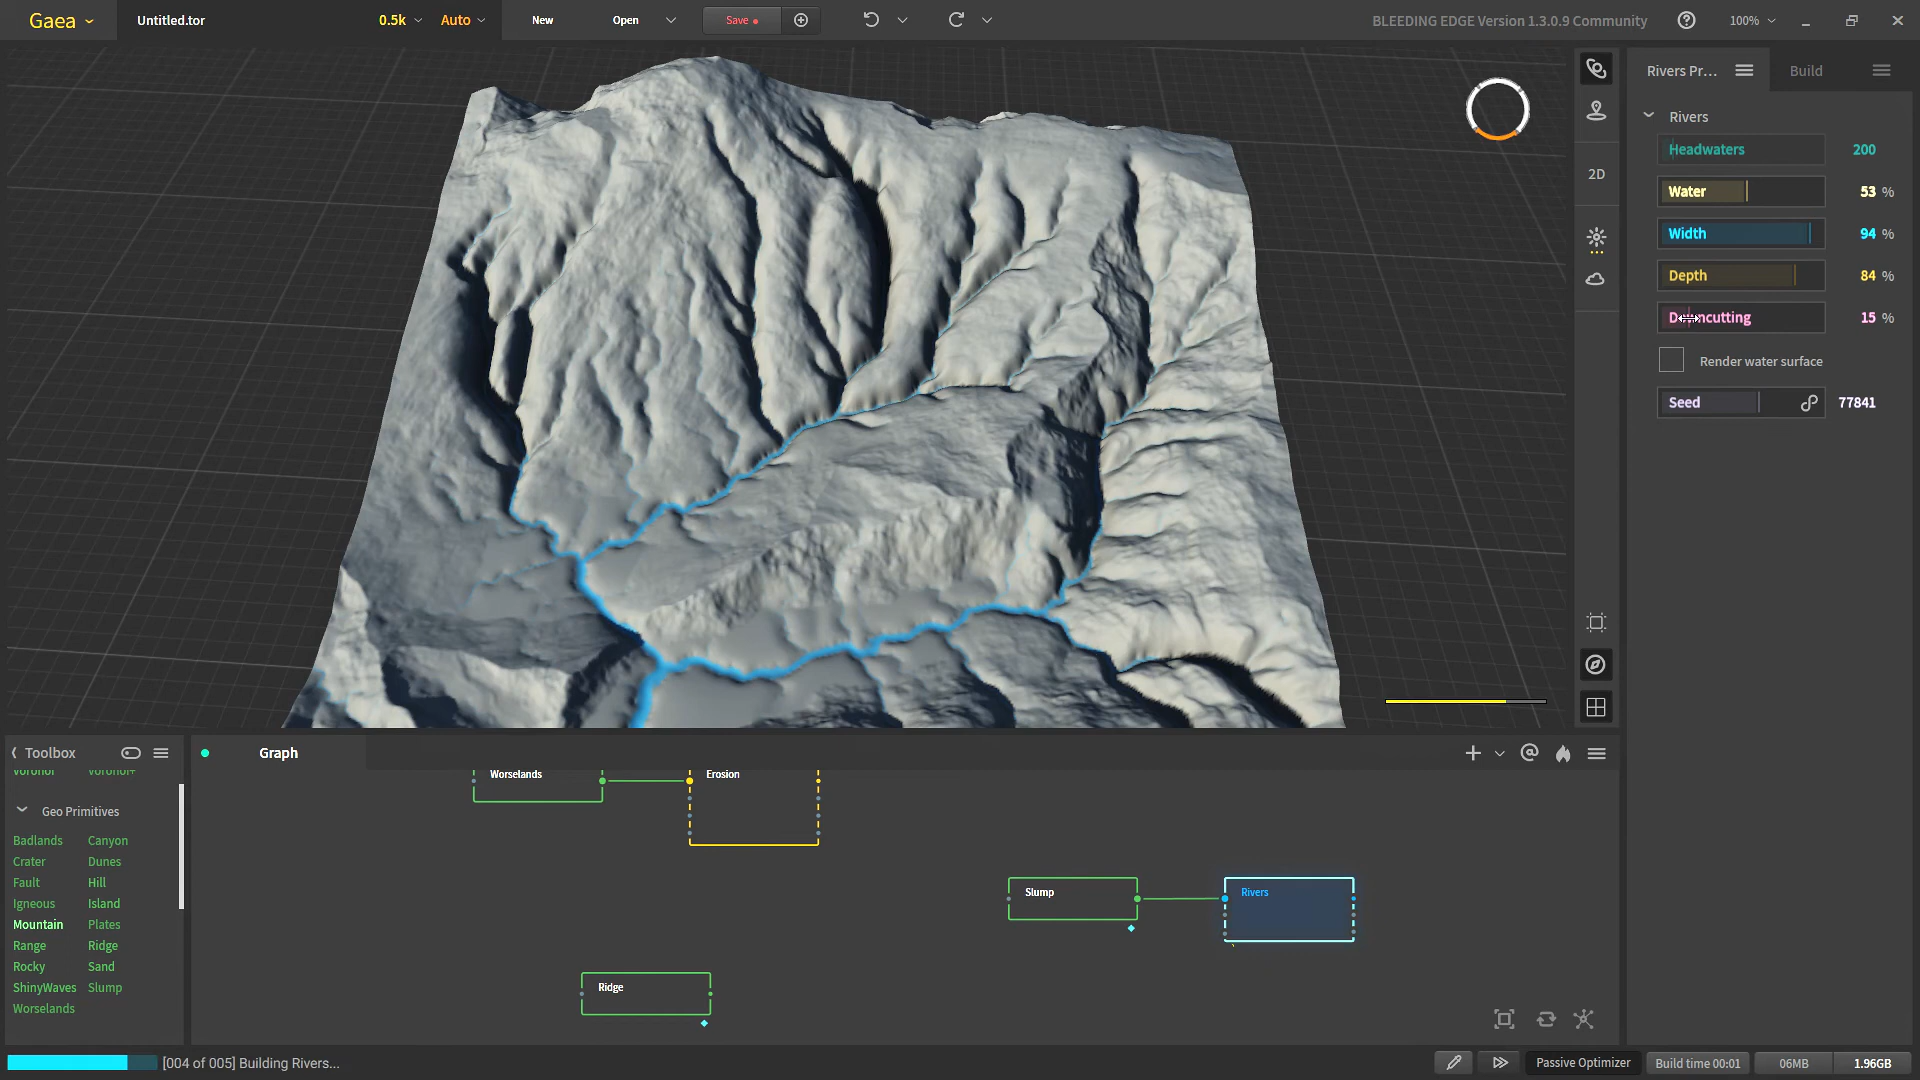 Gaea
Untitled.tor
0.5k
Auto
New
Open
Save
BLEEDING EDGE Version 1.3.0.9 Community
100%
2D
Rivers Pr...
Build
Rivers
Headwaters 200
Water 53 %
Width 94 %
Depth 84 %
Downcutting 15 %
Render water surface
Seed 77841
Toolbox
Voronoi Voronoi+
Geo Primitives
Badlands Canyon
Crater Dunes
Fault Hill
Igneous Island
Mountain Plates
Range Ridge
Rocky Sand
ShinyWaves Slump
Worselands
Graph
Worselands
Erosion
Slump
Rivers
Ridge
[004 of 005] Building Rivers...
Passive Optimizer
Build time 00:01
06MB
1.96GB